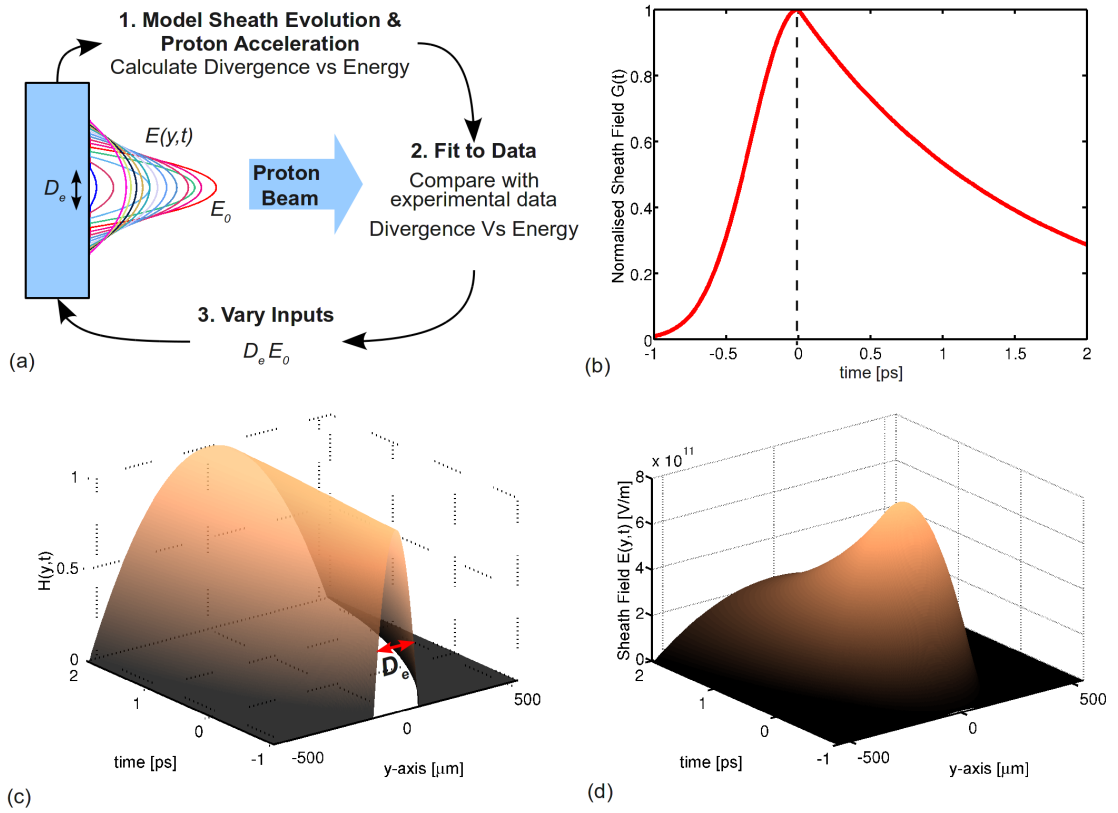 1. Model Sheath Evolution &
Proton Acceleration
Calculate Divergence vs Energy
E(y,t)
D_e
E_0
Proton
Beam
2. Fit to Data
Compare with
experimental data
Divergence Vs Energy
3. Vary Inputs
D_e E_0
(a)
Normalised Sheath Field G(t)
1
0.8
0.6
0.4
0.2
0
-1
-0.5
0
0.5
1
1.5
2
time [ps]
(b)
H(y,t)
1
0.5
0
2
1
0
-1
time [ps]
-500
0
500
y-axis [μm]
D_e
(c)
x 10^11
Sheath Field E(y,t) [V/m]
8
6
4
2
0
2
1
0
-1
time [ps]
-500
0
500
y-axis [μm]
(d)